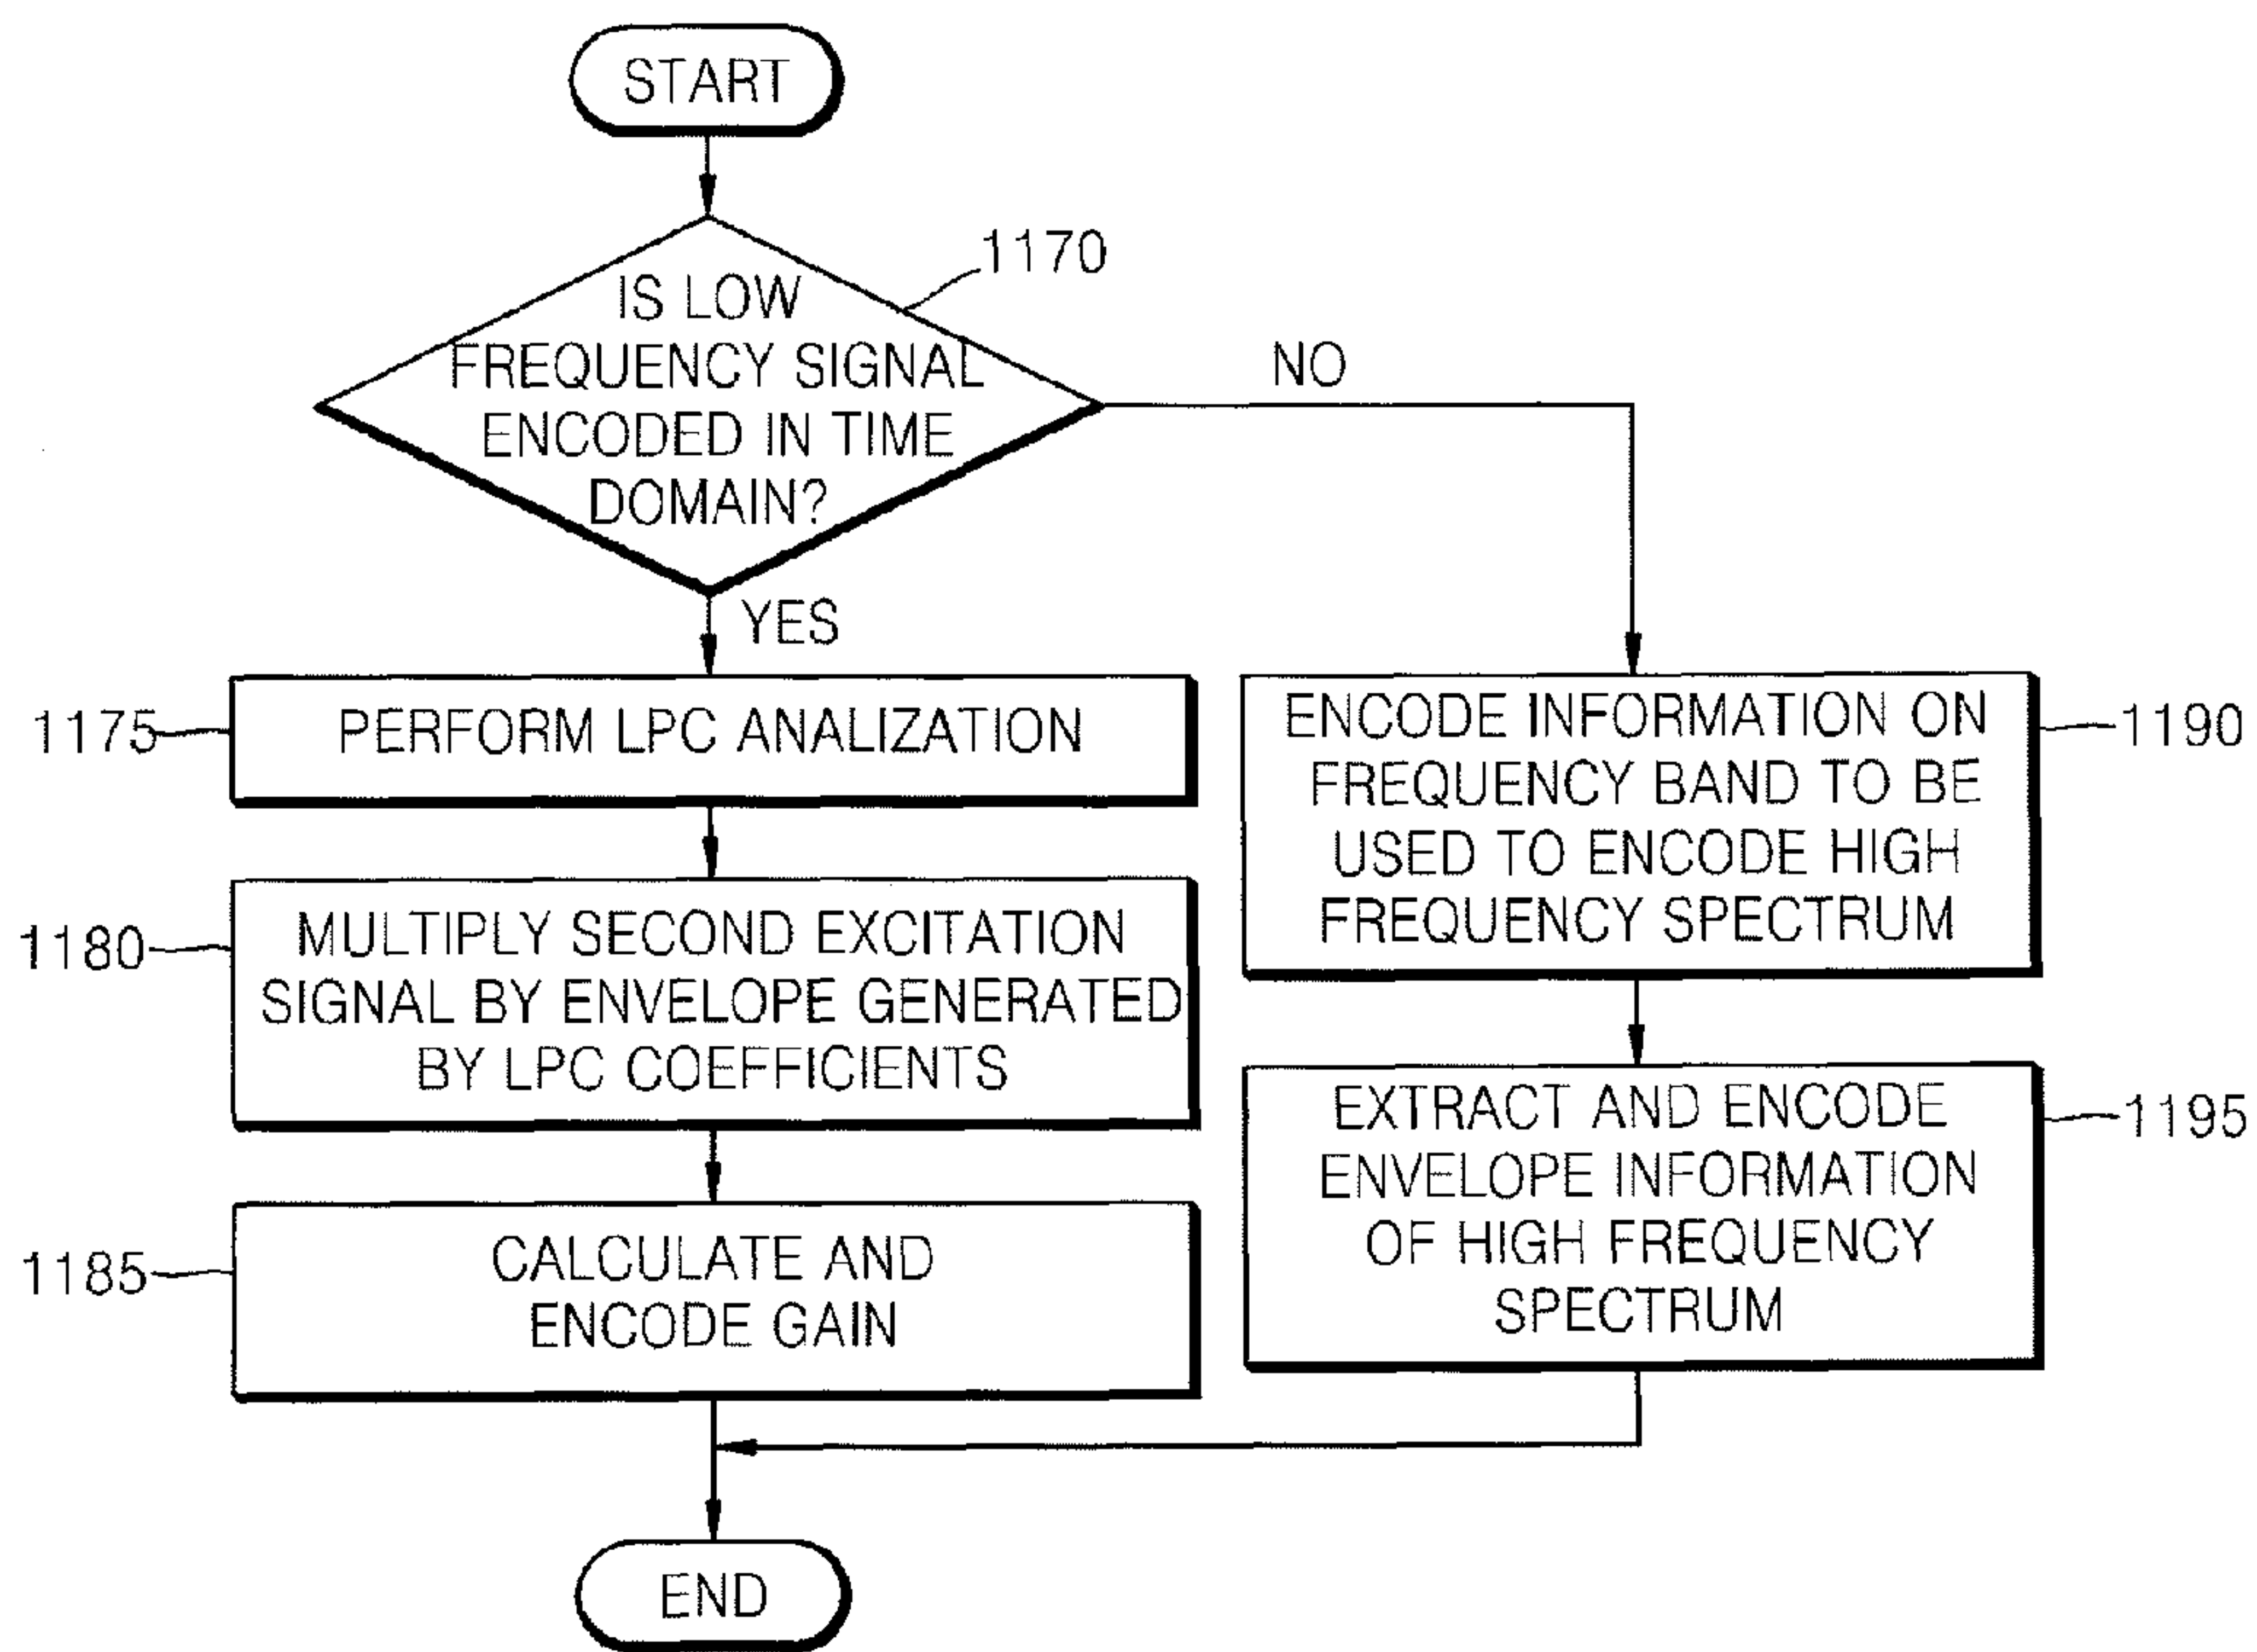 START
1170
IS LOW
FREQUENCY SIGNAL
ENCODED IN TIME
DOMAIN?
NO
YES
1175
PERFORM LPC ANALIZATION
1180
MULTIPLY SECOND EXCITATION
SIGNAL BY ENVELOPE GENERATED
BY LPC COEFFICIENTS
1185
CALCULATE AND
ENCODE GAIN
ENCODE INFORMATION ON
FREQUENCY BAND TO BE
USED TO ENCODE HIGH
FREQUENCY SPECTRUM
1190
EXTRACT AND ENCODE
ENVELOPE INFORMATION
OF HIGH FREQUENCY
SPECTRUM
1195
END